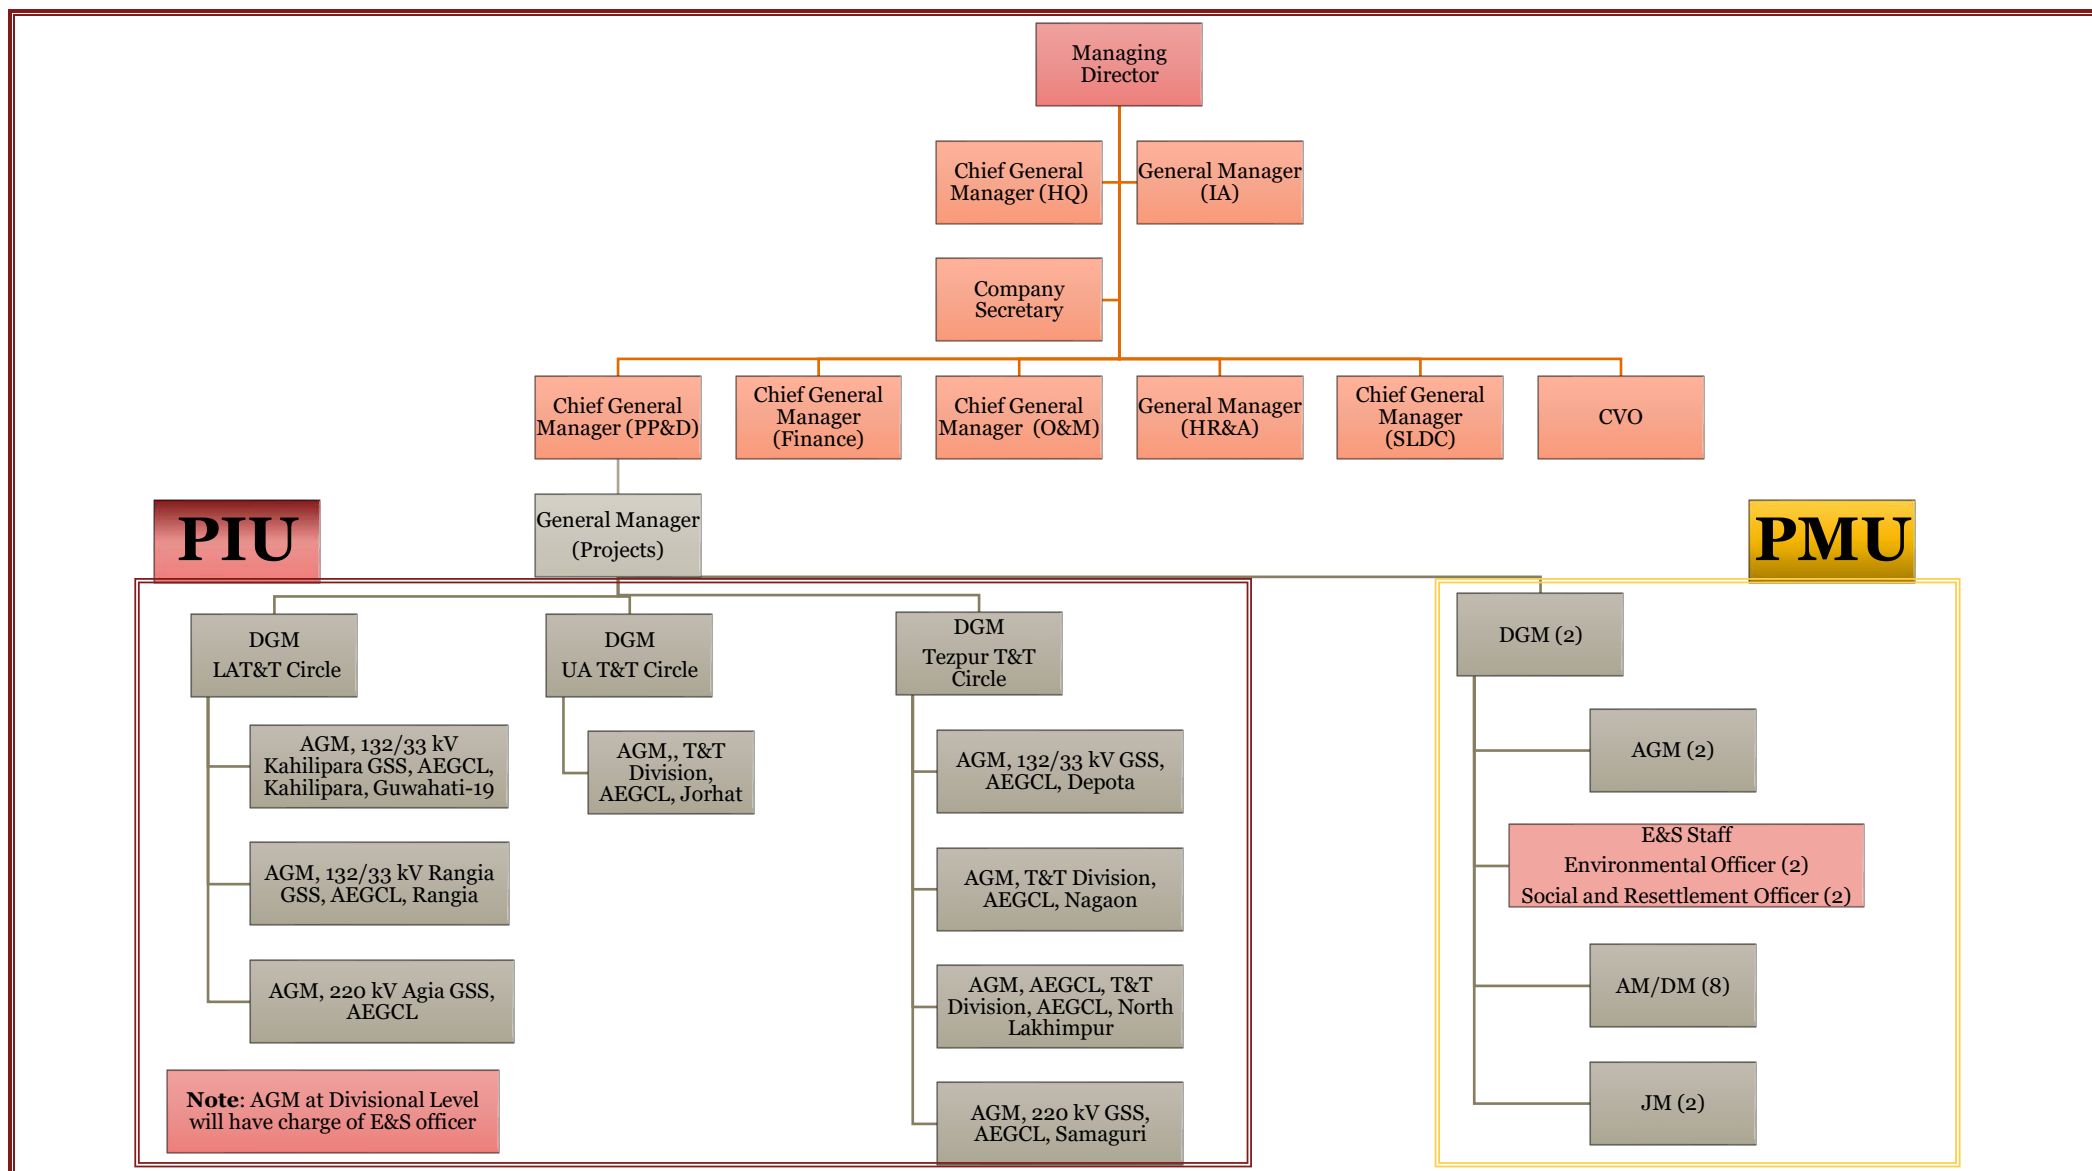 Managing
Director
Chief General
Manager (HQ)
General Manager
(IA)
Company
Secretary
Chief General
Manager (PP&D)
Chief General
Manager
(Finance)
Chief General
Manager (O&M)
General Manager
(HR&A)
Chief General
Manager
(SLDC)
CVO
General Manager
(Projects)
PIU
PMU
DGM
LAT&T Circle
AGM, 132/33 kV
Kahilipara GSS, AEGCL,
Kahilipara, Guwahati-19
AGM, 132/33 kV Rangia
GSS, AEGCL, Rangia
AGM, 220 kV Agia GSS,
AEGCL
Note: AGM at Divisional Level
will have charge of E&S officer
DGM
UA T&T Circle
AGM,, T&T
Division,
AEGCL, Jorhat
DGM
Tezpur T&T
Circle
AGM, 132/33 kV GSS,
AEGCL, Depota
AGM, T&T Division,
AEGCL, Nagaon
AGM, AEGCL, T&T
Division, AEGCL, North
Lakhimpur
AGM, 220 kV GSS,
AEGCL, Samaguri
DGM (2)
AGM (2)
E&S Staff
Environmental Officer (2)
Social and Resettlement Officer (2)
AM/DM (8)
JM (2)